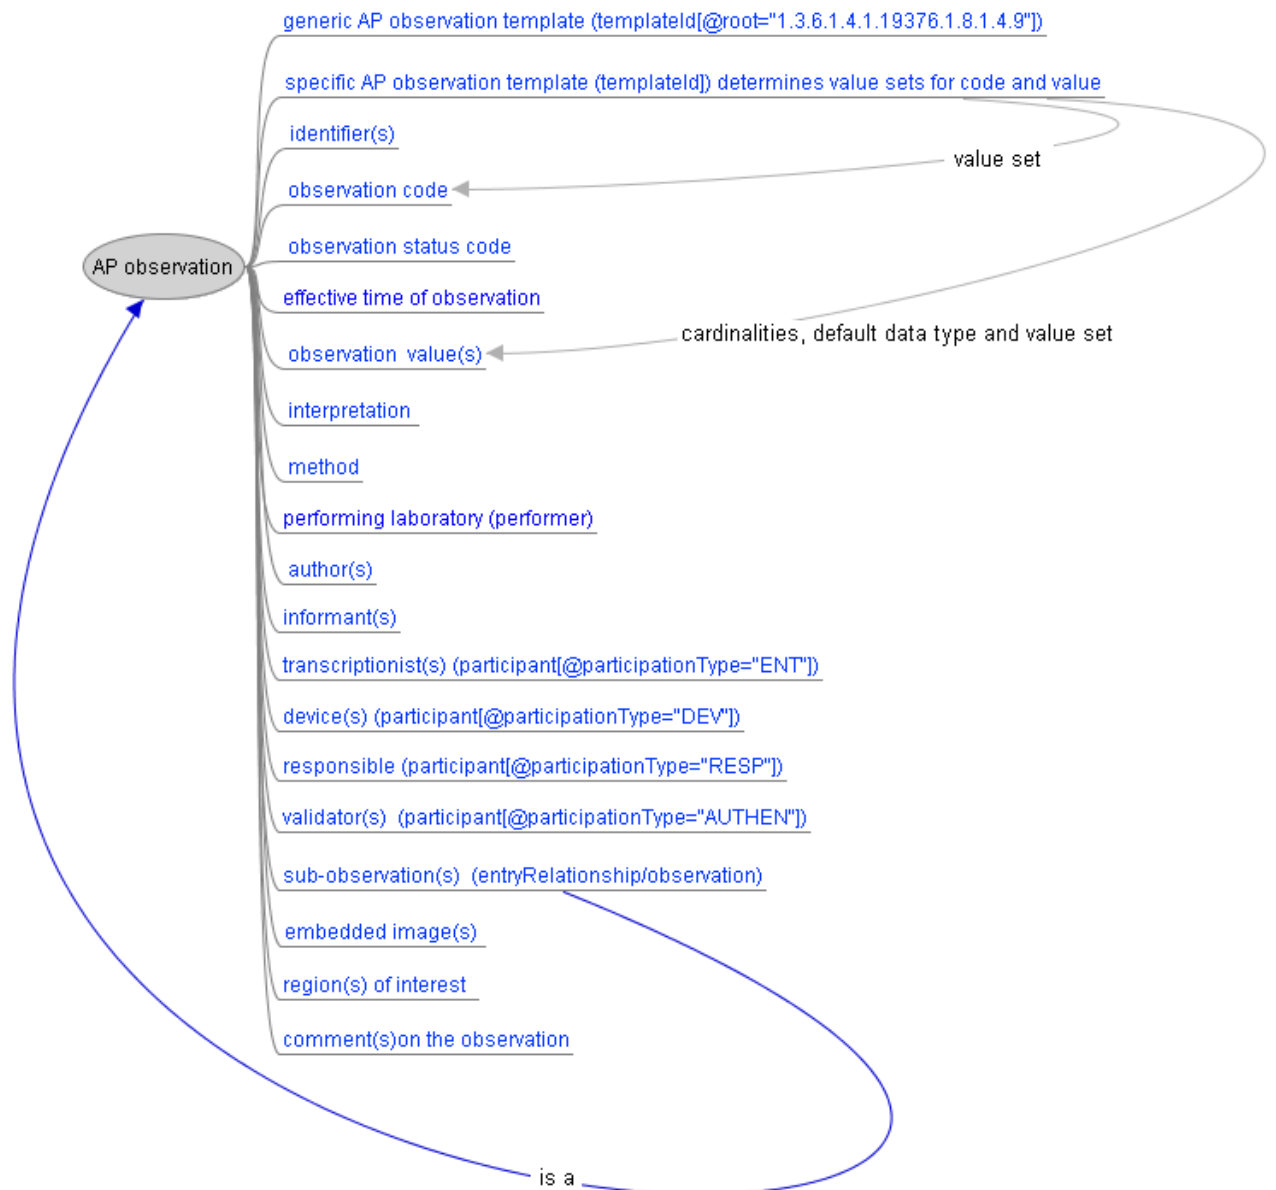 generic AP observation template (templateId[@root="1.3.6.1.4.1.19376.1.8.1.4.9"])
specific AP observation template (templateId]) determines value sets for code and value
identifier(s)
value set
observation code
observation status code
AP observation
effective time of observation
cardinalities, default data type and value set
observation value(s)
interpretation
method
performing laboratory (performer)
author(s)
informant(s)
transcriptionist(s) (participant[@participationType="ENT"])
device(s) (participant[@participationType="DEV"])
responsible (participant[@participationType="RESP"])
validator(s) (participant[@participationType="AUTHEN"])
sub-observation(s) (entryRelationship/observation)
embedded image(s)
region(s) of interest
comment(s)on the observation
is a